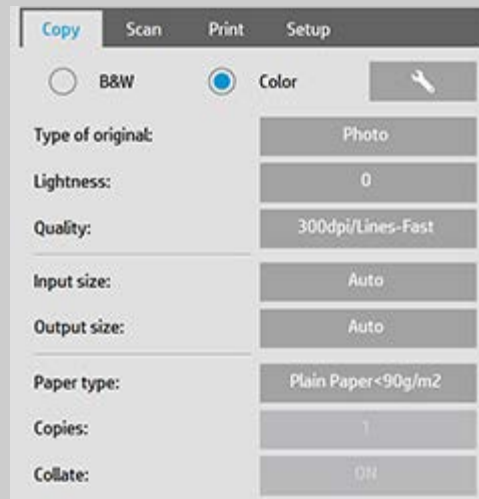 Copy Scan Print Setup
B&W Color
Type of original: Photo
Lightness: 0
Quality: 300dpi/Lines-Fast
Input size: Auto
Output size: Auto
Paper type: Plain Paper<90g/m2
Copies: 1
Collate: ON